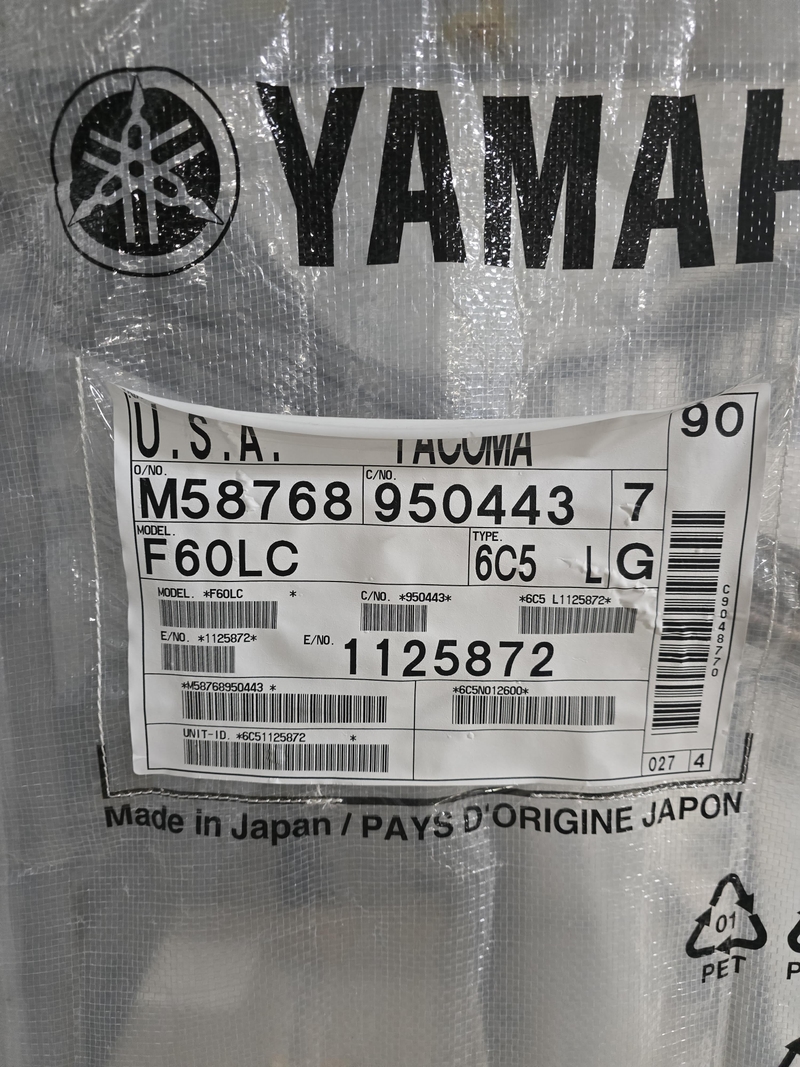 YAMAH
U.S.A. TACOMA 90
O/NO. M58768 C/NO. 950443 7
MODEL. F60LC TYPE. 6C5 L G
MODEL. *F60LC * C/NO. *950443* *6C5 L1125872*
E/NO. *1125872* E/NO. 1125872
*M58768950443 * *6C5N012600*
UNIT-ID. *6C51125872 *
C9048770
027 4
Made in Japan / PAYS D'ORIGINE JAPON
01
PET P